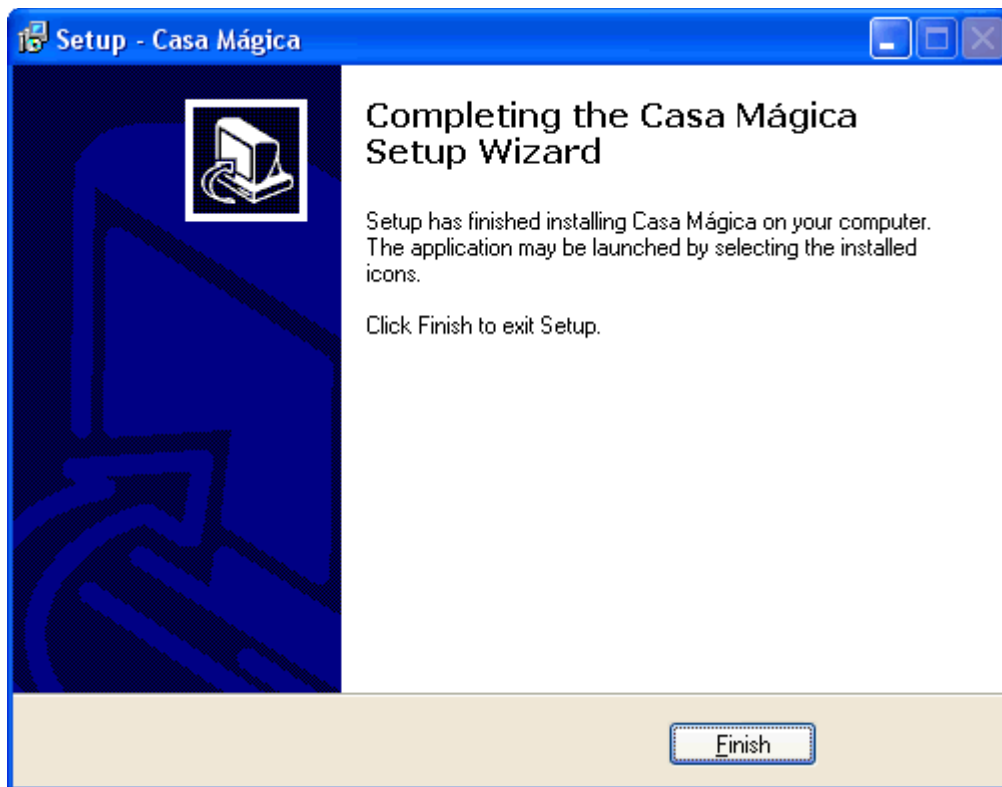 Setup - Casa Mágica
Completing the Casa Mágica
Setup Wizard
Setup has finished installing Casa Mágica on your computer.
The application may be launched by selecting the installed
icons.
Click Finish to exit Setup.
Finish